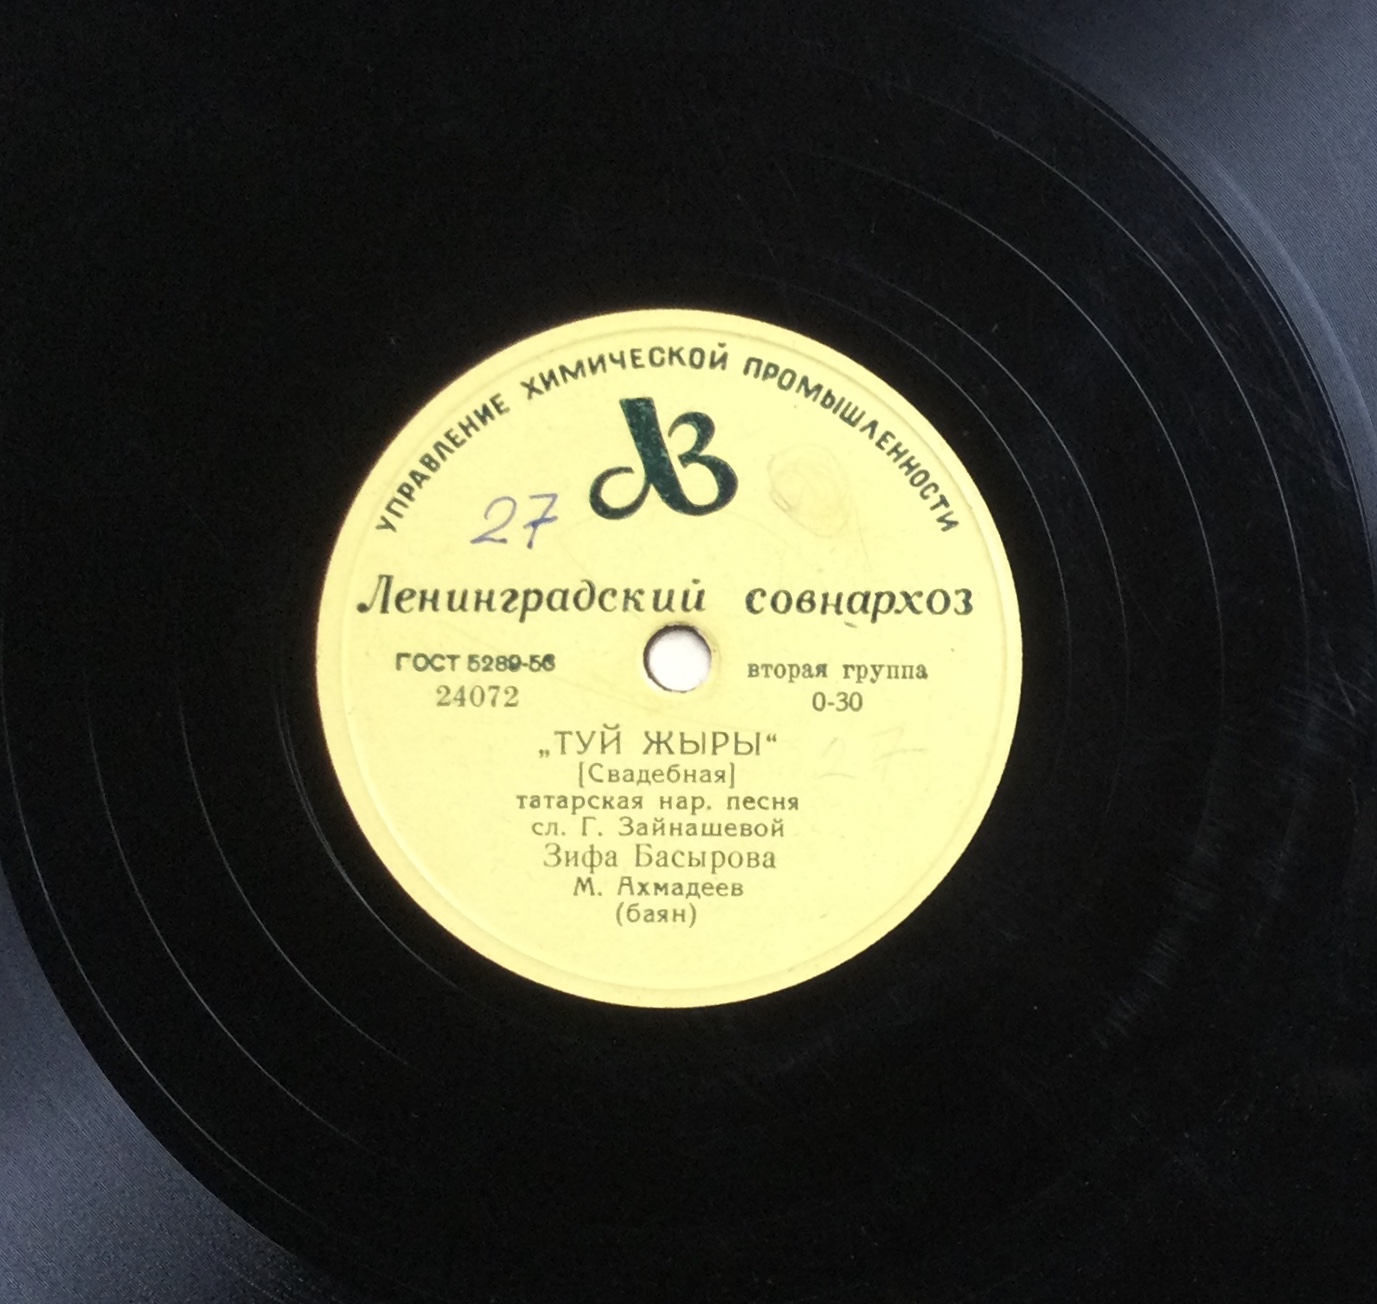 УПРАВЛЕНИЕ ХИМИЧЕСКОЙ ПРОМЫШЛЕННОСТИ
ЛЗ
27
Ленинградский совнархоз
ГОСТ 5289-56
24072
вторая группа
0-30
„ТУЙ ЖЫРЫ“
[Свадебная]
27
татарская нар. песня
сл. Г. Зайнашевой
Зифа Басырова
М. Ахмадеев
(баян)